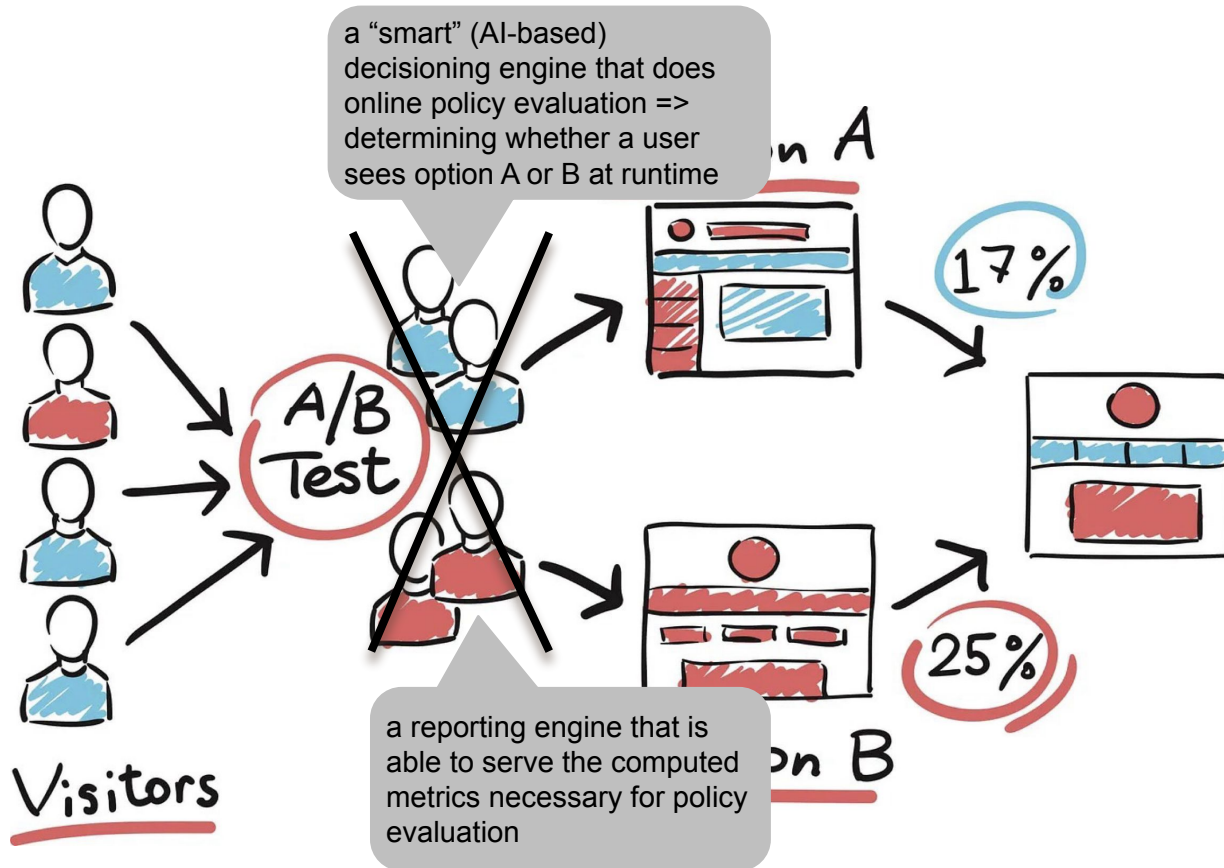 a “smart” (AI-based)
decisioning engine that does
online policy evaluation =>
determining whether a user
sees option A or B at runtime
A
17%
A/B
Test
25%
a reporting engine that is
able to serve the computed
metrics necessary for policy
evaluation
B
Visitors